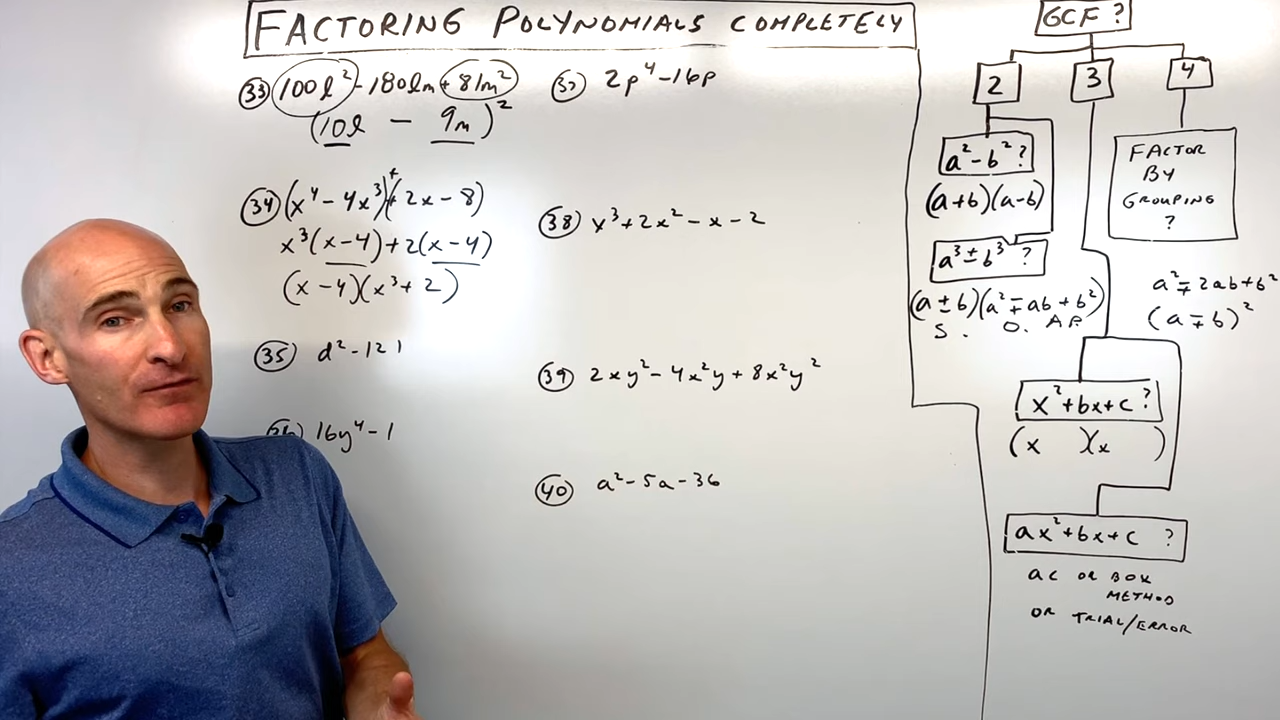 FACTORING POLYNOMIALS COMPLETELY
33 100l² - 180lm + 81m²
(10l - 9m)²
34 (x⁴ - 4x³)+(+2x - 8)
x³(x-4)+2(x-4)
(x-4)(x³+2)
35 d² - 121
36 16y⁴ - 1
37 2p⁴ - 16p
38 x³ + 2x² - x - 2
39 2xy² - 4x²y + 8x²y²
40 a² - 5a - 36
GCF ?
2 3 4
a² - b² ?
(a+b)(a-b)
a³ ± b³ ?
(a ± b)(a² ∓ ab + b²)
S. O. A.P.
FACTOR
BY
GROUPING
?
a² ∓ 2ab + b²
(a ∓ b)²
x² + bx + c ?
(x )(x )
ax² + bx + c ?
ac OR BOX
METHOD
OR TRIAL/ERROR